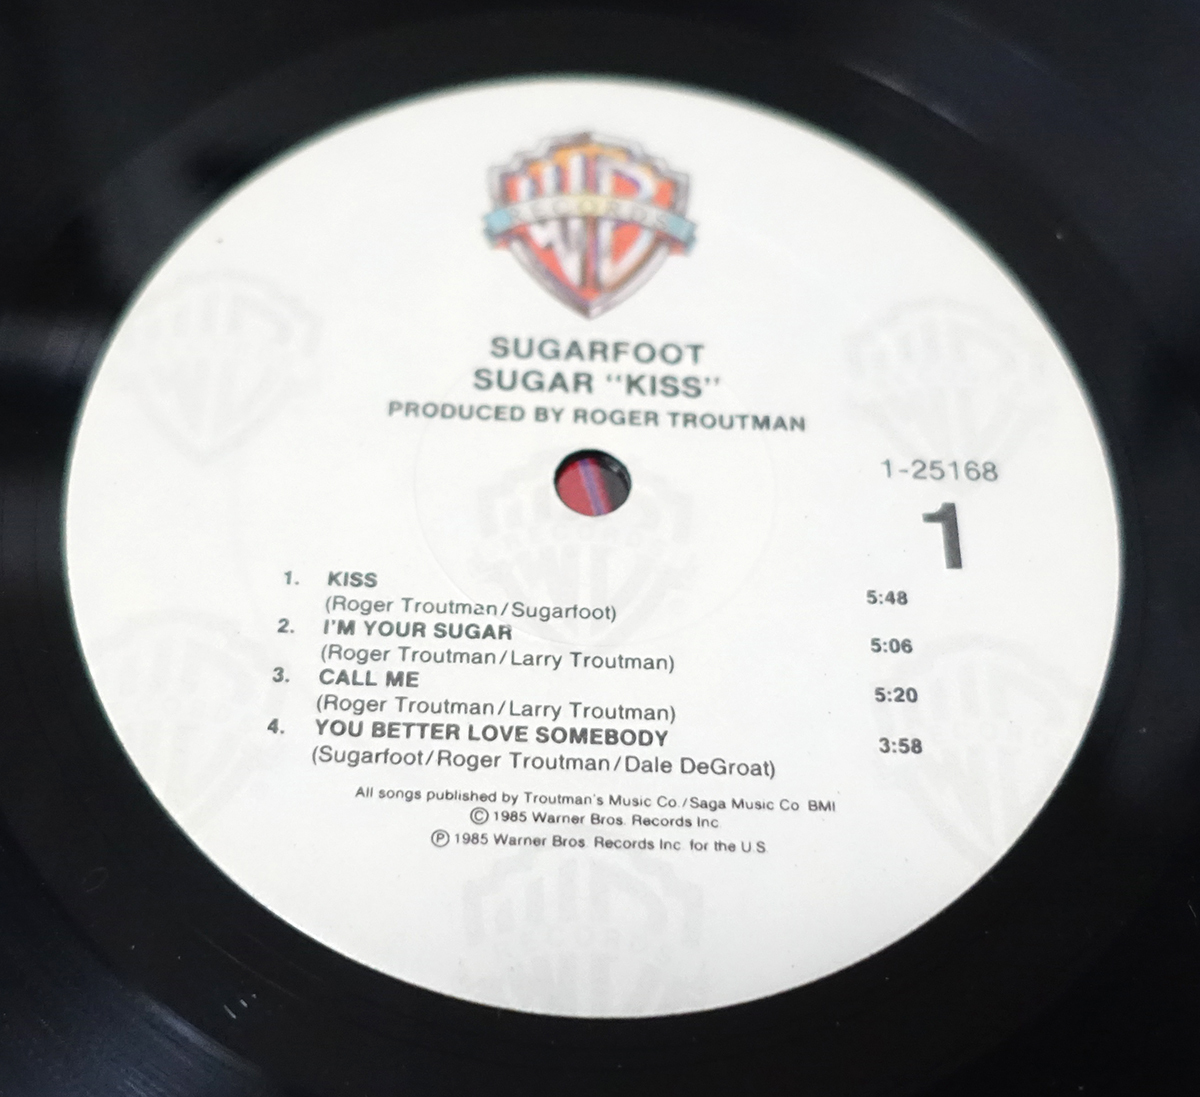 RECORDS
SUGARFOOT
SUGAR "KISS"
PRODUCED BY ROGER TROUTMAN
1-25168
1
1. KISS 5:48
(Roger Troutman/Sugarfoot)
2. I'M YOUR SUGAR 5:06
(Roger Troutman/Larry Troutman)
3. CALL ME 5:20
(Roger Troutman/Larry Troutman)
4. YOU BETTER LOVE SOMEBODY 3:58
(Sugarfoot/Roger Troutman/Dale DeGroat)
All songs published by Troutman's Music Co./Saga Music Co. BMI
Ⓒ 1985 Warner Bros. Records Inc.
Ⓟ 1985 Warner Bros. Records Inc. for the U.S.